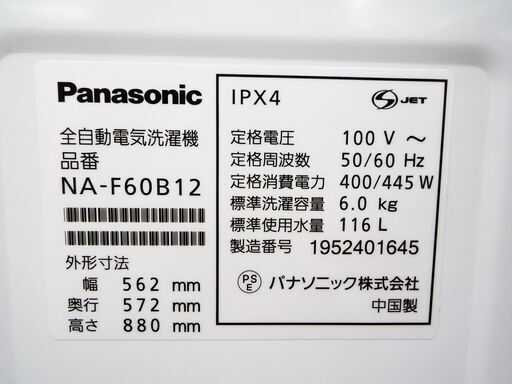 Panasonic
全自動電気洗濯機
品番
NA-F60B12
外形寸法
幅 562 mm
奥行 572 mm
高さ 880 mm
IPX4
S JET
定格電圧 100 V ~
定格周波数 50/60 Hz
定格消費電力 400/445 W
標準洗濯容量 6.0 kg
標準使用水量 116 L
製造番号 1952401645
PS E パナソニック株式会社
中国製